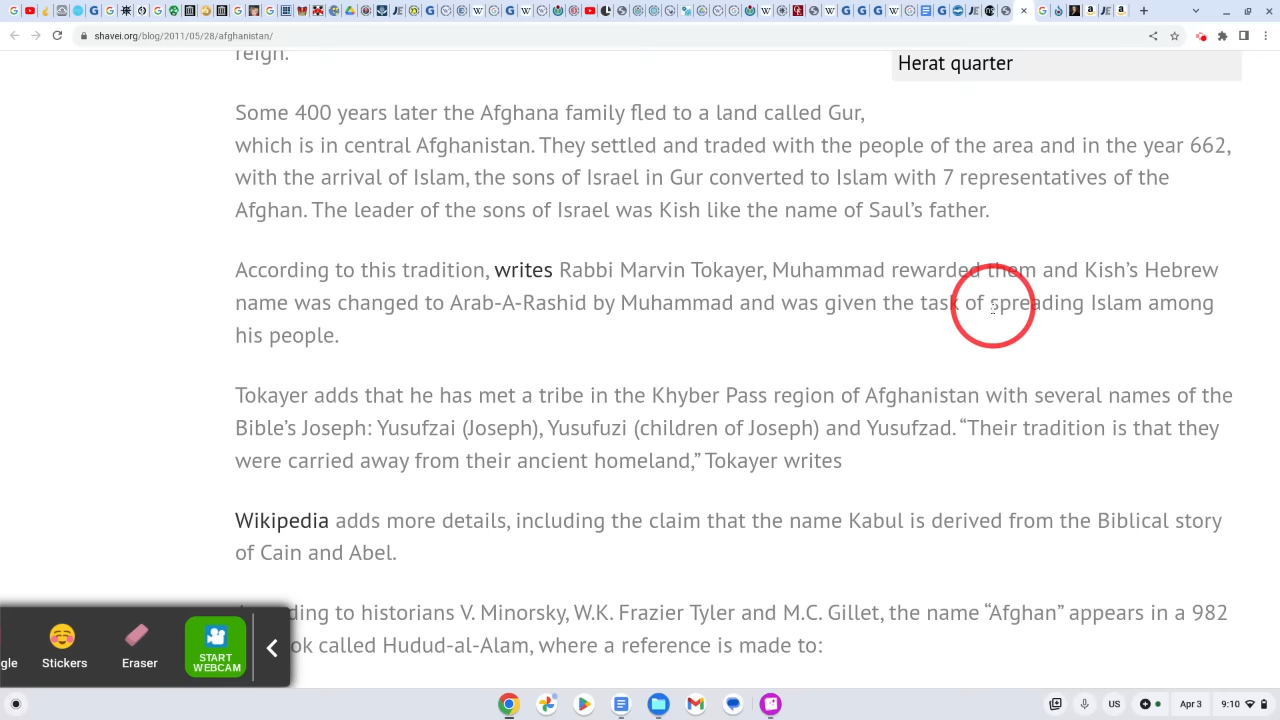 shavei.org/blog/2011/05/28/afghanistan/
reign.
Herat quarter
Some 400 years later the Afghana family fled to a land called Gur,
which is in central Afghanistan. They settled and traded with the people of the area and in the year 662,
with the arrival of Islam, the sons of Israel in Gur converted to Islam with 7 representatives of the
Afghan. The leader of the sons of Israel was Kish like the name of Saul’s father.
According to this tradition, writes Rabbi Marvin Tokayer, Muhammad rewarded them and Kish’s Hebrew
name was changed to Arab-A-Rashid by Muhammad and was given the task of spreading Islam among
his people.
Tokayer adds that he has met a tribe in the Khyber Pass region of Afghanistan with several names of the
Bible’s Joseph: Yusufzai (Joseph), Yusufuzi (children of Joseph) and Yusufzad. “Their tradition is that they
were carried away from their ancient homeland,” Tokayer writes
Wikipedia adds more details, including the claim that the name Kabul is derived from the Biblical story
of Cain and Abel.
ding to historians V. Minorsky, W.K. Frazier Tyler and M.C. Gillet, the name “Afghan” appears in a 982
ok called Hudud-al-Alam, where a reference is made to:
gle
Stickers
Eraser
START
WEBCAM
US
Apr 3
9:10